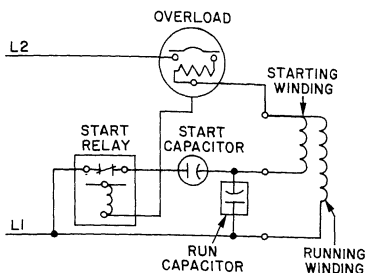 OVERLOAD
L2
STARTING
WINDING
START
RELAY
START
CAPACITOR
L1
RUN
CAPACITOR
RUNNING
WINDING